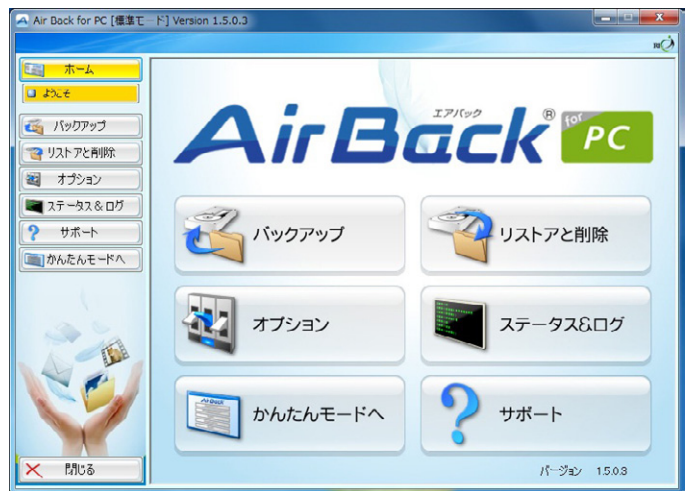 Air Back for PC [標準モード] Version 1.5.0.3
ホーム
ようこそ
バックアップ
リストアと削除
オプション
ステータス & ログ
サポート
かんたんモードへ
閉じる
エアバック
AirBack® for PC
バックアップ
リストアと削除
オプション
ステータス&ログ
かんたんモードへ
サポート
バージョン 1.5.0.3